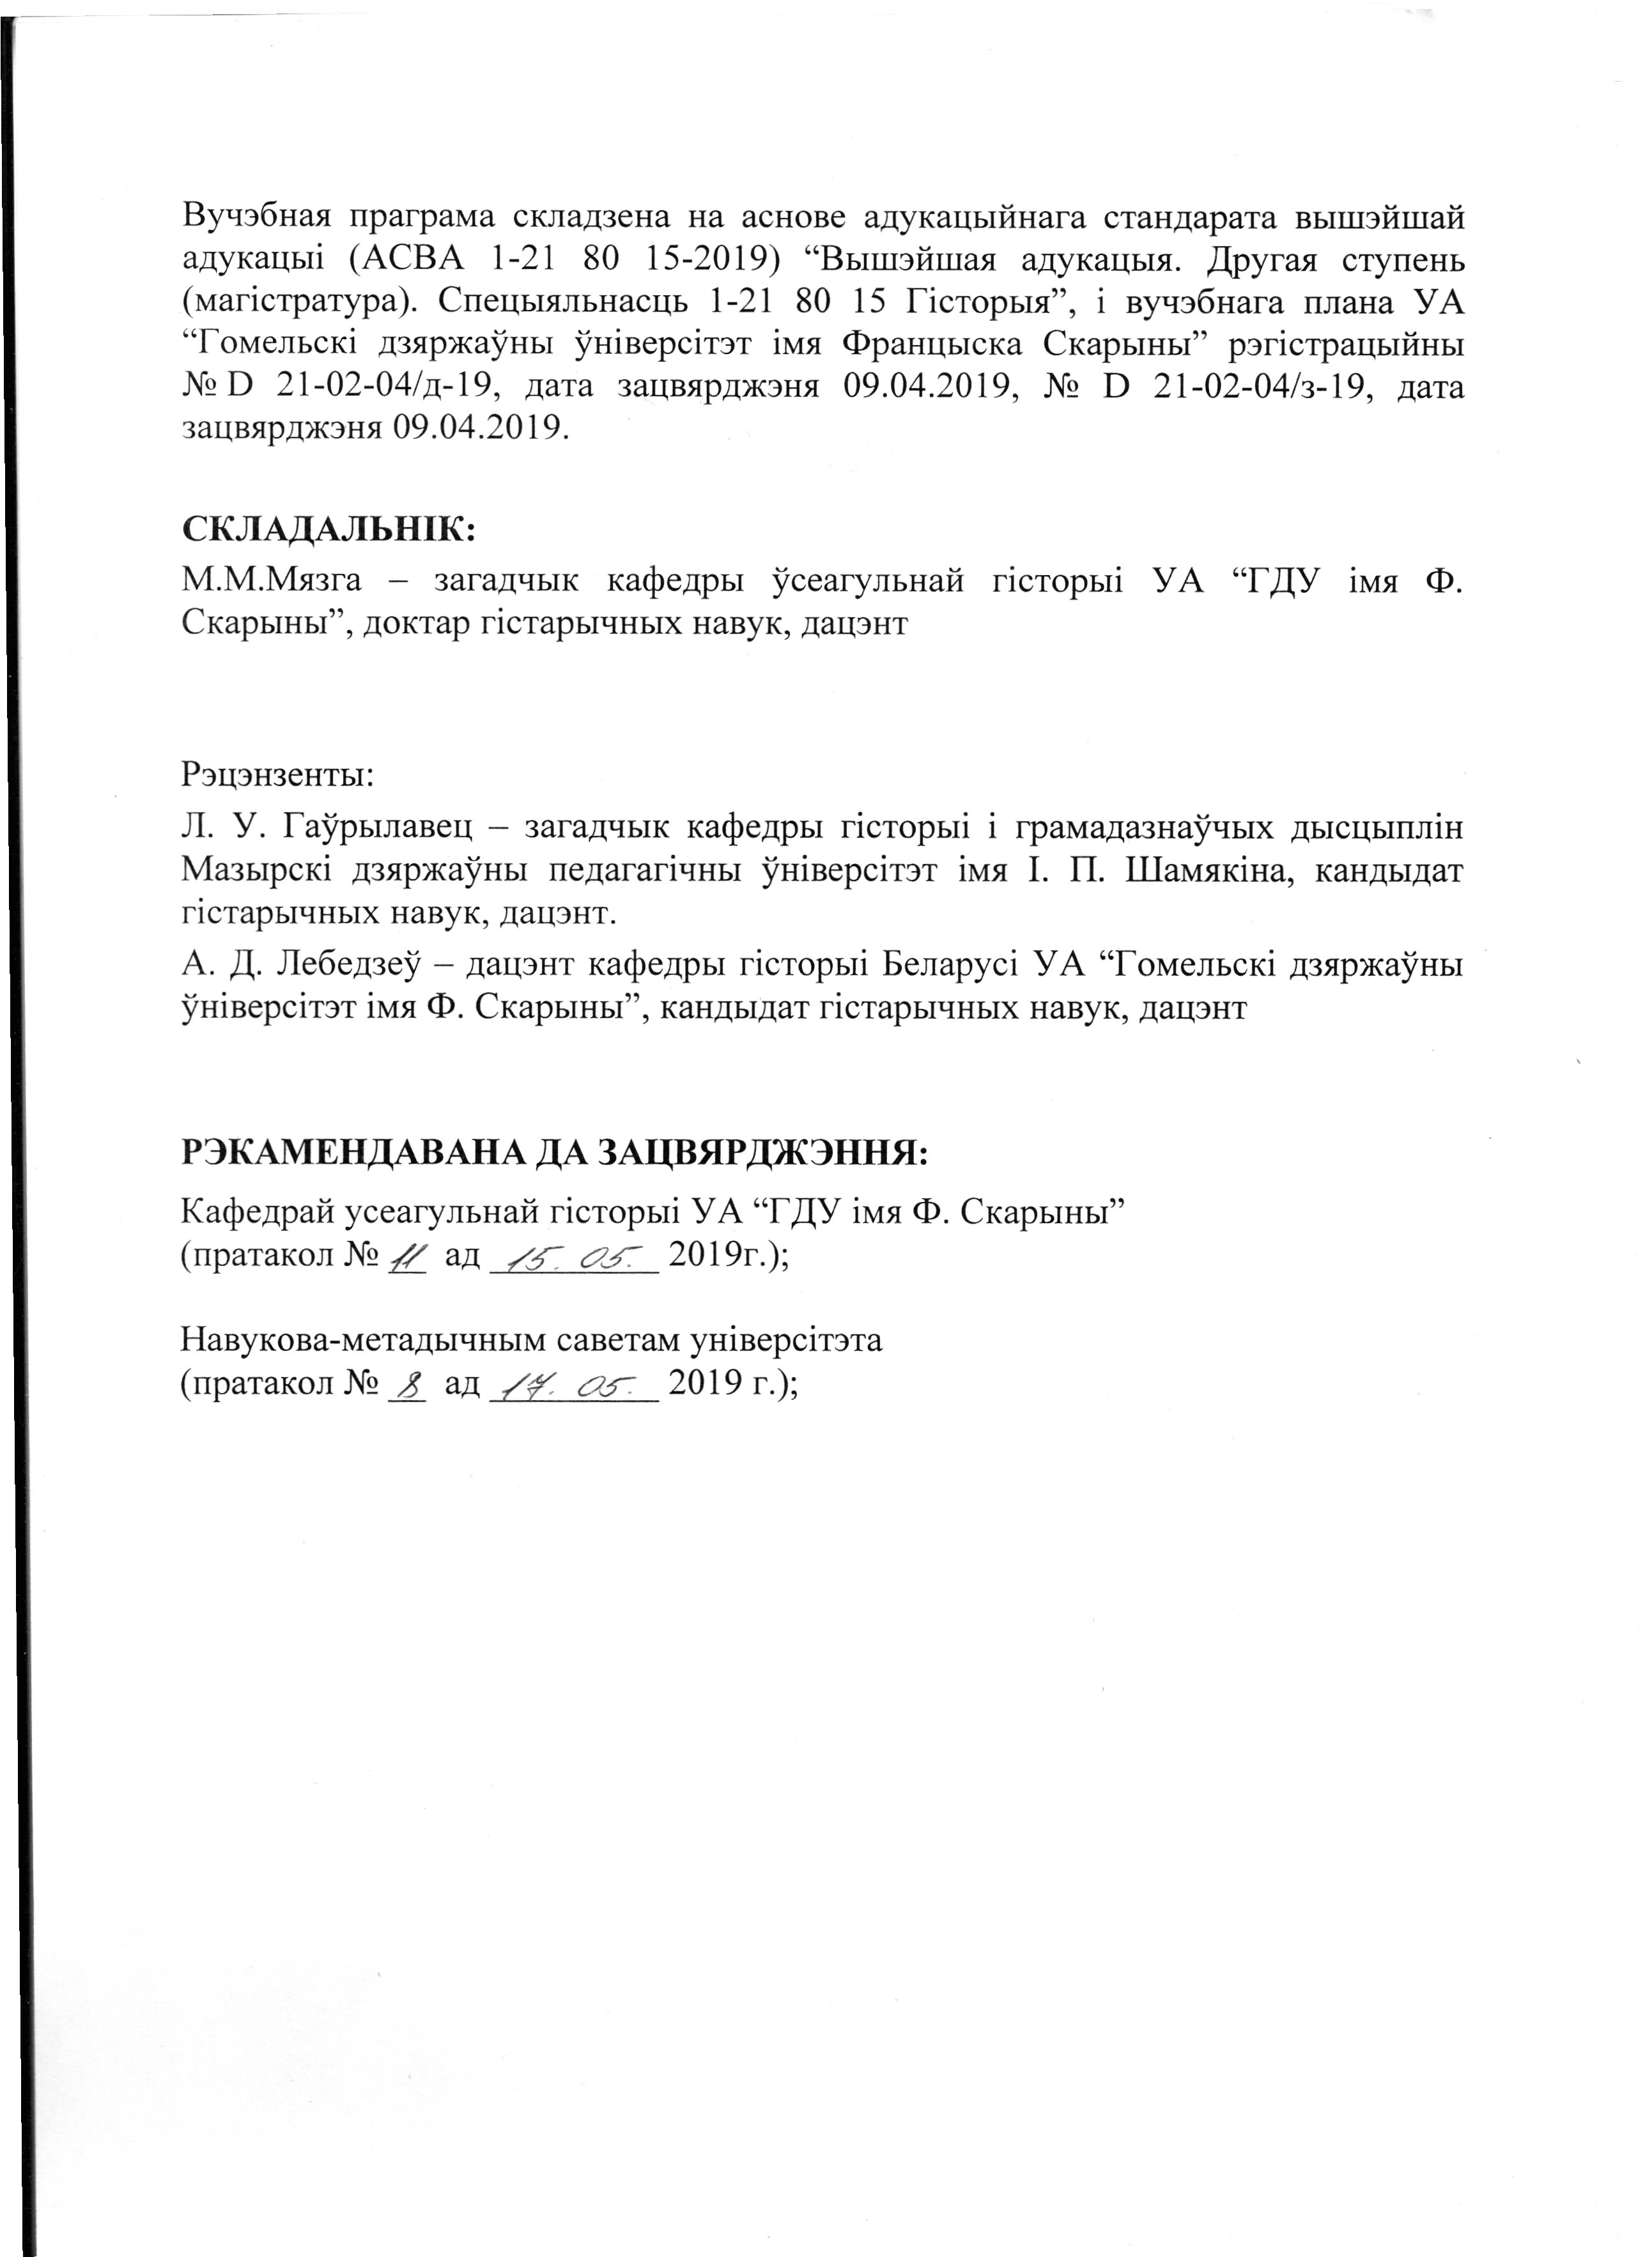 Вучэбная праграма складзена на аснове адукацыйнага стандарата вышэйшай
адукацыі (АСВА 1-21 80 15-2019) “Вышэйшая адукацыя. Другая ступень
(магістратура). Спецыяльнасць 1-21 80 15 Гісторыя”, і вучэбнага плана УА
“Гомельскі дзяржаўны ўніверсітэт імя Францыска Скарыны” рэгістрацыйны
№ D 21-02-04/д-19, дата зацвярджэня 09.04.2019, № D 21-02-04/з-19, дата
зацвярджэня 09.04.2019.
СКЛАДАЛЬНІК:
М.М.Мязга – загадчык кафедры ўсеагульнай гісторыі УА “ГДУ імя Ф.
Скарыны”, доктар гістарычных навук, дацэнт
Рэцэнзенты:
Л. У. Гаўрылавец – загадчык кафедры гісторыі і грамадазнаўчых дысцыплін
Мазырскі дзяржаўны педагагічны ўніверсітэт імя І. П. Шамякіна, кандыдат
гістарычных навук, дацэнт.
А. Д. Лебедзеў – дацэнт кафедры гісторыі Беларусі УА “Гомельскі дзяржаўны
ўніверсітэт імя Ф. Скарыны”, кандыдат гістарычных навук, дацэнт
РЭКАМЕНДАВАНА ДА ЗАЦВЯРДЖЭННЯ:
Кафедрай усеагульнай гісторыі УА “ГДУ імя Ф. Скарыны”
(пратакол № 11 ад 15. 05. 2019г.);
Навукова-метадычным саветам універсітэта
(пратакол № 8 ад 17. 05. 2019 г.);